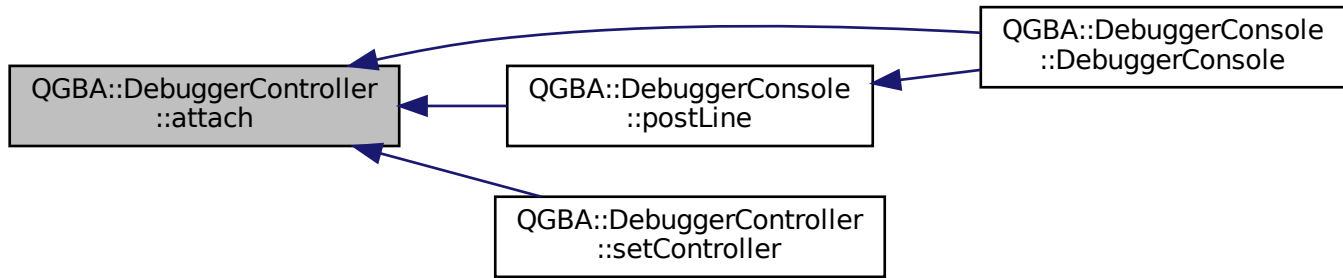 QGBA::DebuggerController
::attach
QGBA::DebuggerConsole
::DebuggerConsole
QGBA::DebuggerConsole
::postLine
QGBA::DebuggerController
::setController